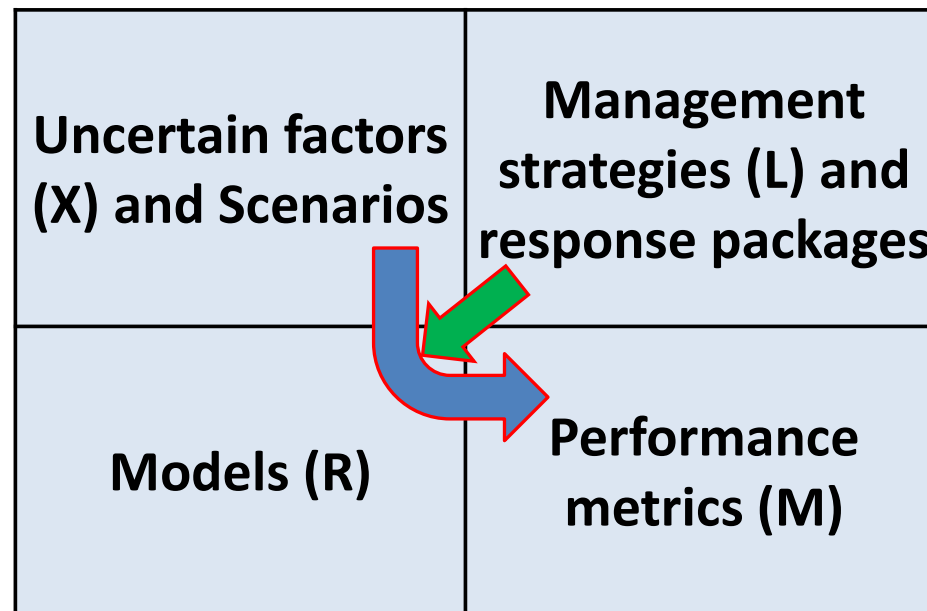 Uncertain factors
(X) and Scenarios
Management
strategies (L) and
response packages
Models (R)
Performance
metrics (M)